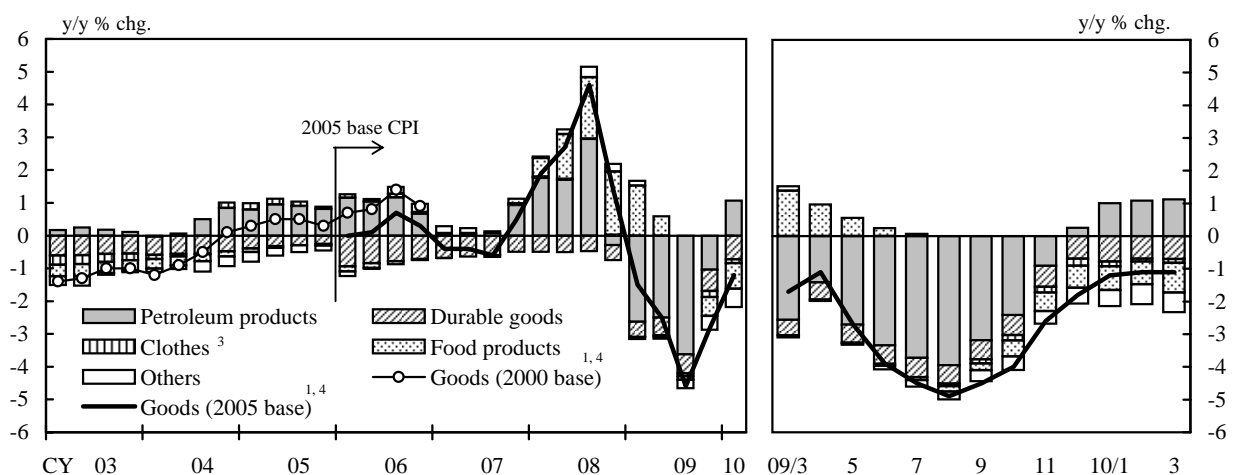 y/y % chg.
y/y % chg.
6
5
4
3
2
1
0
-1
-2
-3
-4
-5
-6
2005 base CPI
Petroleum products
Durable goods
Clothes 3
Food products
Others
Goods (2000 base) 1, 4
Goods (2005 base) 1, 4
CY 03 04 05 06 07 08 09 10
6
5
4
3
2
1
0
-1
-2
-3
-4
-5
-6
09/3 5 7 9 11 10/1 3